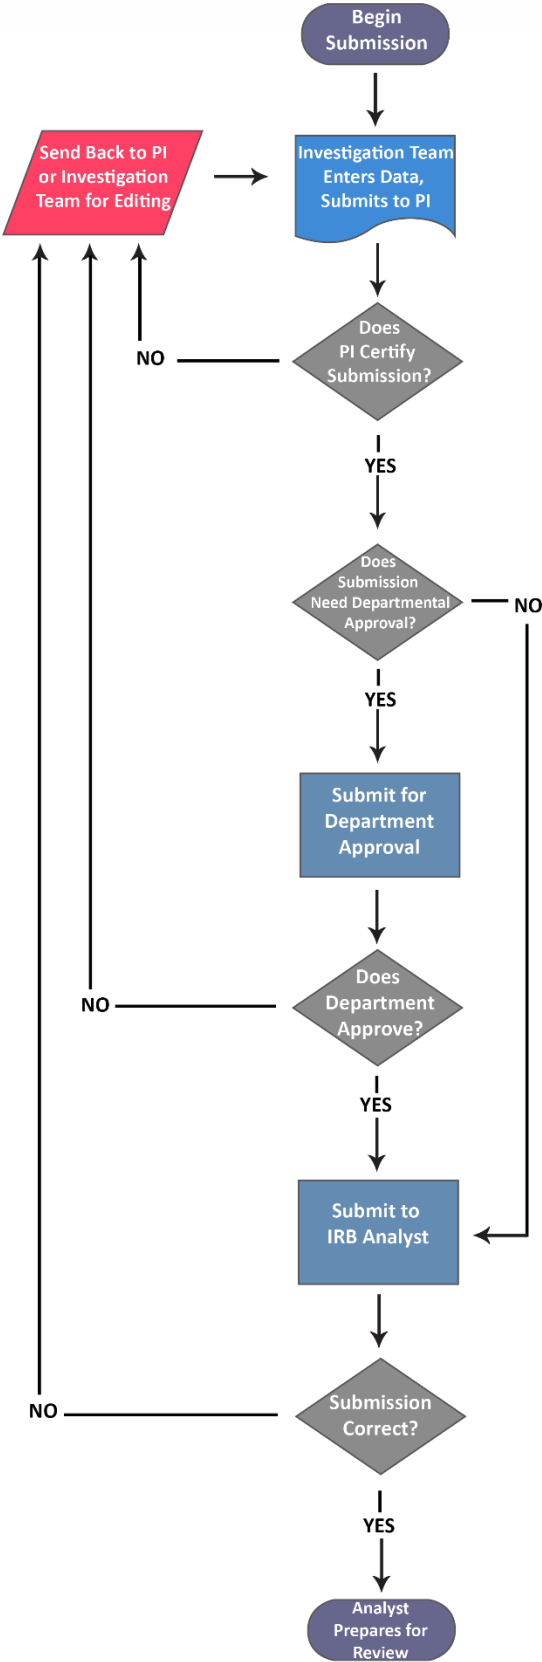 Begin
Submission
Send Back to PI
or Investigation
Team for Editing
Investigation Team
Enters Data,
Submits to PI
Does
PI Certify
Submission?
NO
YES
Does
Submission
Need Departmental
Approval?
NO
YES
Submit for
Department
Approval
Does
Department
Approve?
NO
YES
Submit to
IRB Analyst
Submission
Correct?
NO
YES
Analyst
Prepares for
Review